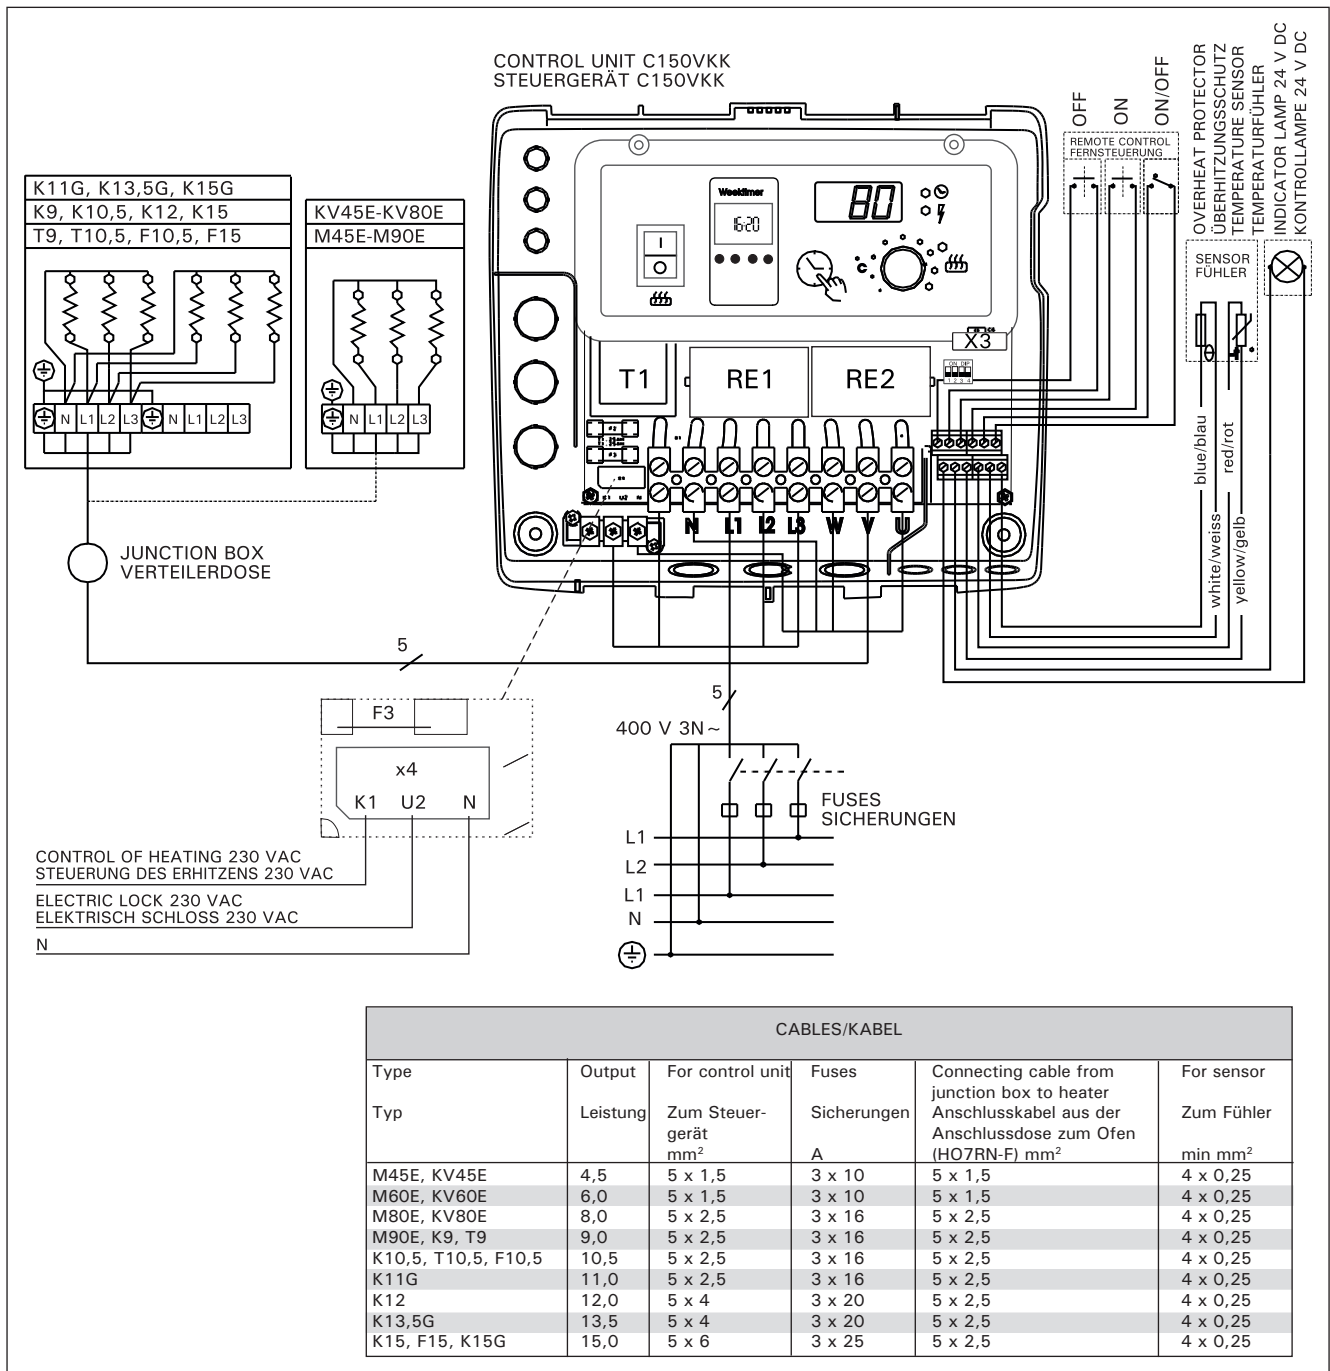 CONTROL UNIT C150VKK
STEUERGERÄT C150VKK
OFF
ON
ON/OFF
REMOTE CONTROL
FERNSTEUERUNG
OVERHEAT PROTECTOR
ÜBERHITZUNGSSCHUTZ
TEMPERATURE SENSOR
TEMPERATURFÜHLER
INDICATOR LAMP 24 V DC
KONTROLLAMPE 24 V DC
SENSOR
FÜHLER
K11G, K13,5G, K15G
K9, K10,5, K12, K15
T9, T10,5, F10,5, F15
KV45E-KV80E
M45E-M90E
N L1 L2 L3 N L1 L2 L3
N L1 L2 L3
Weektimer
16:20
80
I
O
C
X3
ON DIP
1 2 3 4
T1
RE1
RE2
N L1 L2 L3 W V U
blue/blau
red/rot
white/weiss
yellow/gelb
JUNCTION BOX
VERTEILERDOSE
5
5
400 V 3N~
F3
x4
K1 U2 N
FUSES
SICHERUNGEN
L1
L2
L1
N
CONTROL OF HEATING 230 VAC
STEUERUNG DES ERHITZENS 230 VAC
ELECTRIC LOCK 230 VAC
ELEKTRISCH SCHLOSS 230 VAC
N
CABLES/KABEL
Type Output For control unit Fuses Connecting cable from For sensor
junction box to heater
Typ Leistung Zum Steuer- Sicherungen Anschlusskabel aus der Zum Fühler
gerät Anschlussdose zum Ofen
mm² A (HO7RN-F) mm² min mm²
M45E, KV45E 4,5 5 x 1,5 3 x 10 5 x 1,5 4 x 0,25
M60E, KV60E 6,0 5 x 1,5 3 x 10 5 x 1,5 4 x 0,25
M80E, KV80E 8,0 5 x 2,5 3 x 16 5 x 2,5 4 x 0,25
M90E, K9, T9 9,0 5 x 2,5 3 x 16 5 x 2,5 4 x 0,25
K10,5, T10,5, F10,5 10,5 5 x 2,5 3 x 16 5 x 2,5 4 x 0,25
K11G 11,0 5 x 2,5 3 x 16 5 x 2,5 4 x 0,25
K12 12,0 5 x 4 3 x 20 5 x 2,5 4 x 0,25
K13,5G 13,5 5 x 4 3 x 20 5 x 2,5 4 x 0,25
K15, F15, K15G 15,0 5 x 6 3 x 25 5 x 2,5 4 x 0,25